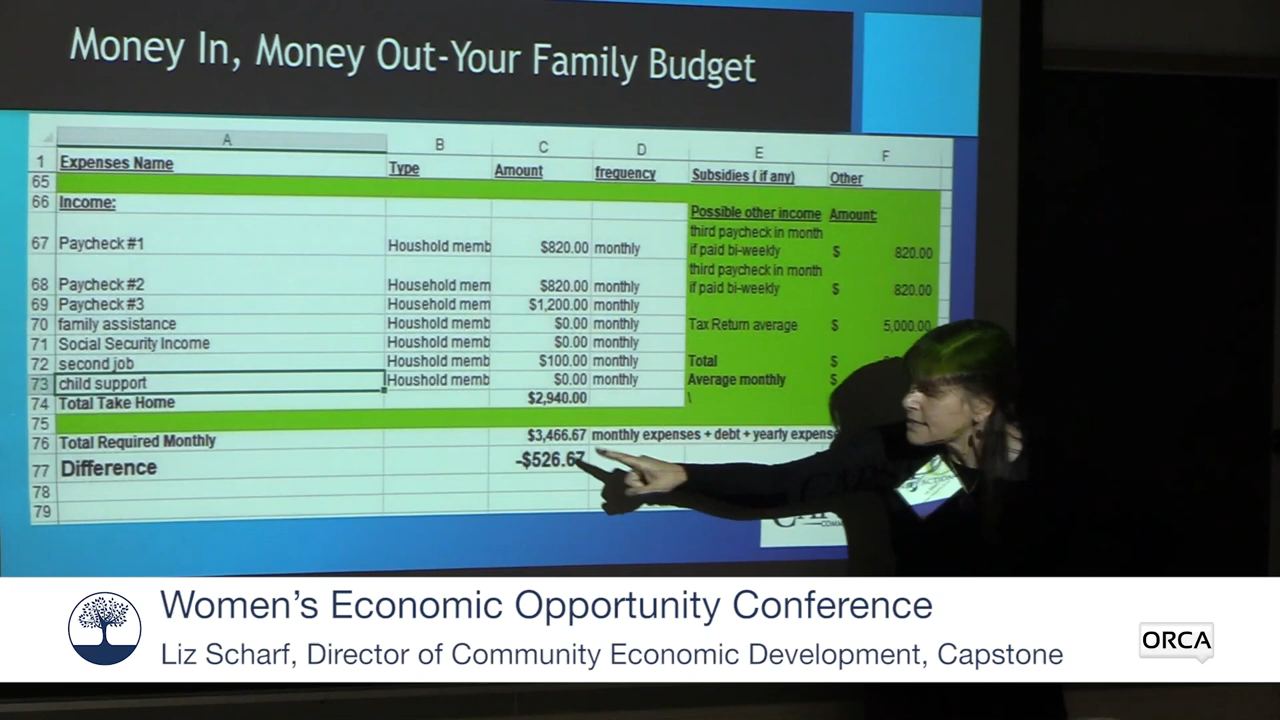 Money In, Money Out-Your Family Budget
A B C D E F
1 Expenses Name Type Amount frequency Subsidies ( if any) Other
65
66 Income: Possible other income Amount:
67 Paycheck #1 Houshold memb $820.00 monthly third paycheck in month if paid bi-weekly $ 820.00
68 Paycheck #2 Household mem $820.00 monthly third paycheck in month if paid bi-weekly $ 820.00
69 Paycheck #3 Household mem $1,200.00 monthly
70 family assistance Houshold memb $0.00 monthly Tax Return average $ 5,000.00
71 Social Security Income Houshold memb $0.00 monthly
72 second job Houshold memb $100.00 monthly Total $
73 child support Houshold memb $0.00 monthly Average monthly $
74 Total Take Home $2,940.00 \
75
76 Total Required Monthly $3,466.67 monthly expenses + debt + yearly expens
77 Difference -$526.67
78
79
Women's Economic Opportunity Conference
Liz Scharf, Director of Community Economic Development, Capstone
ORCA